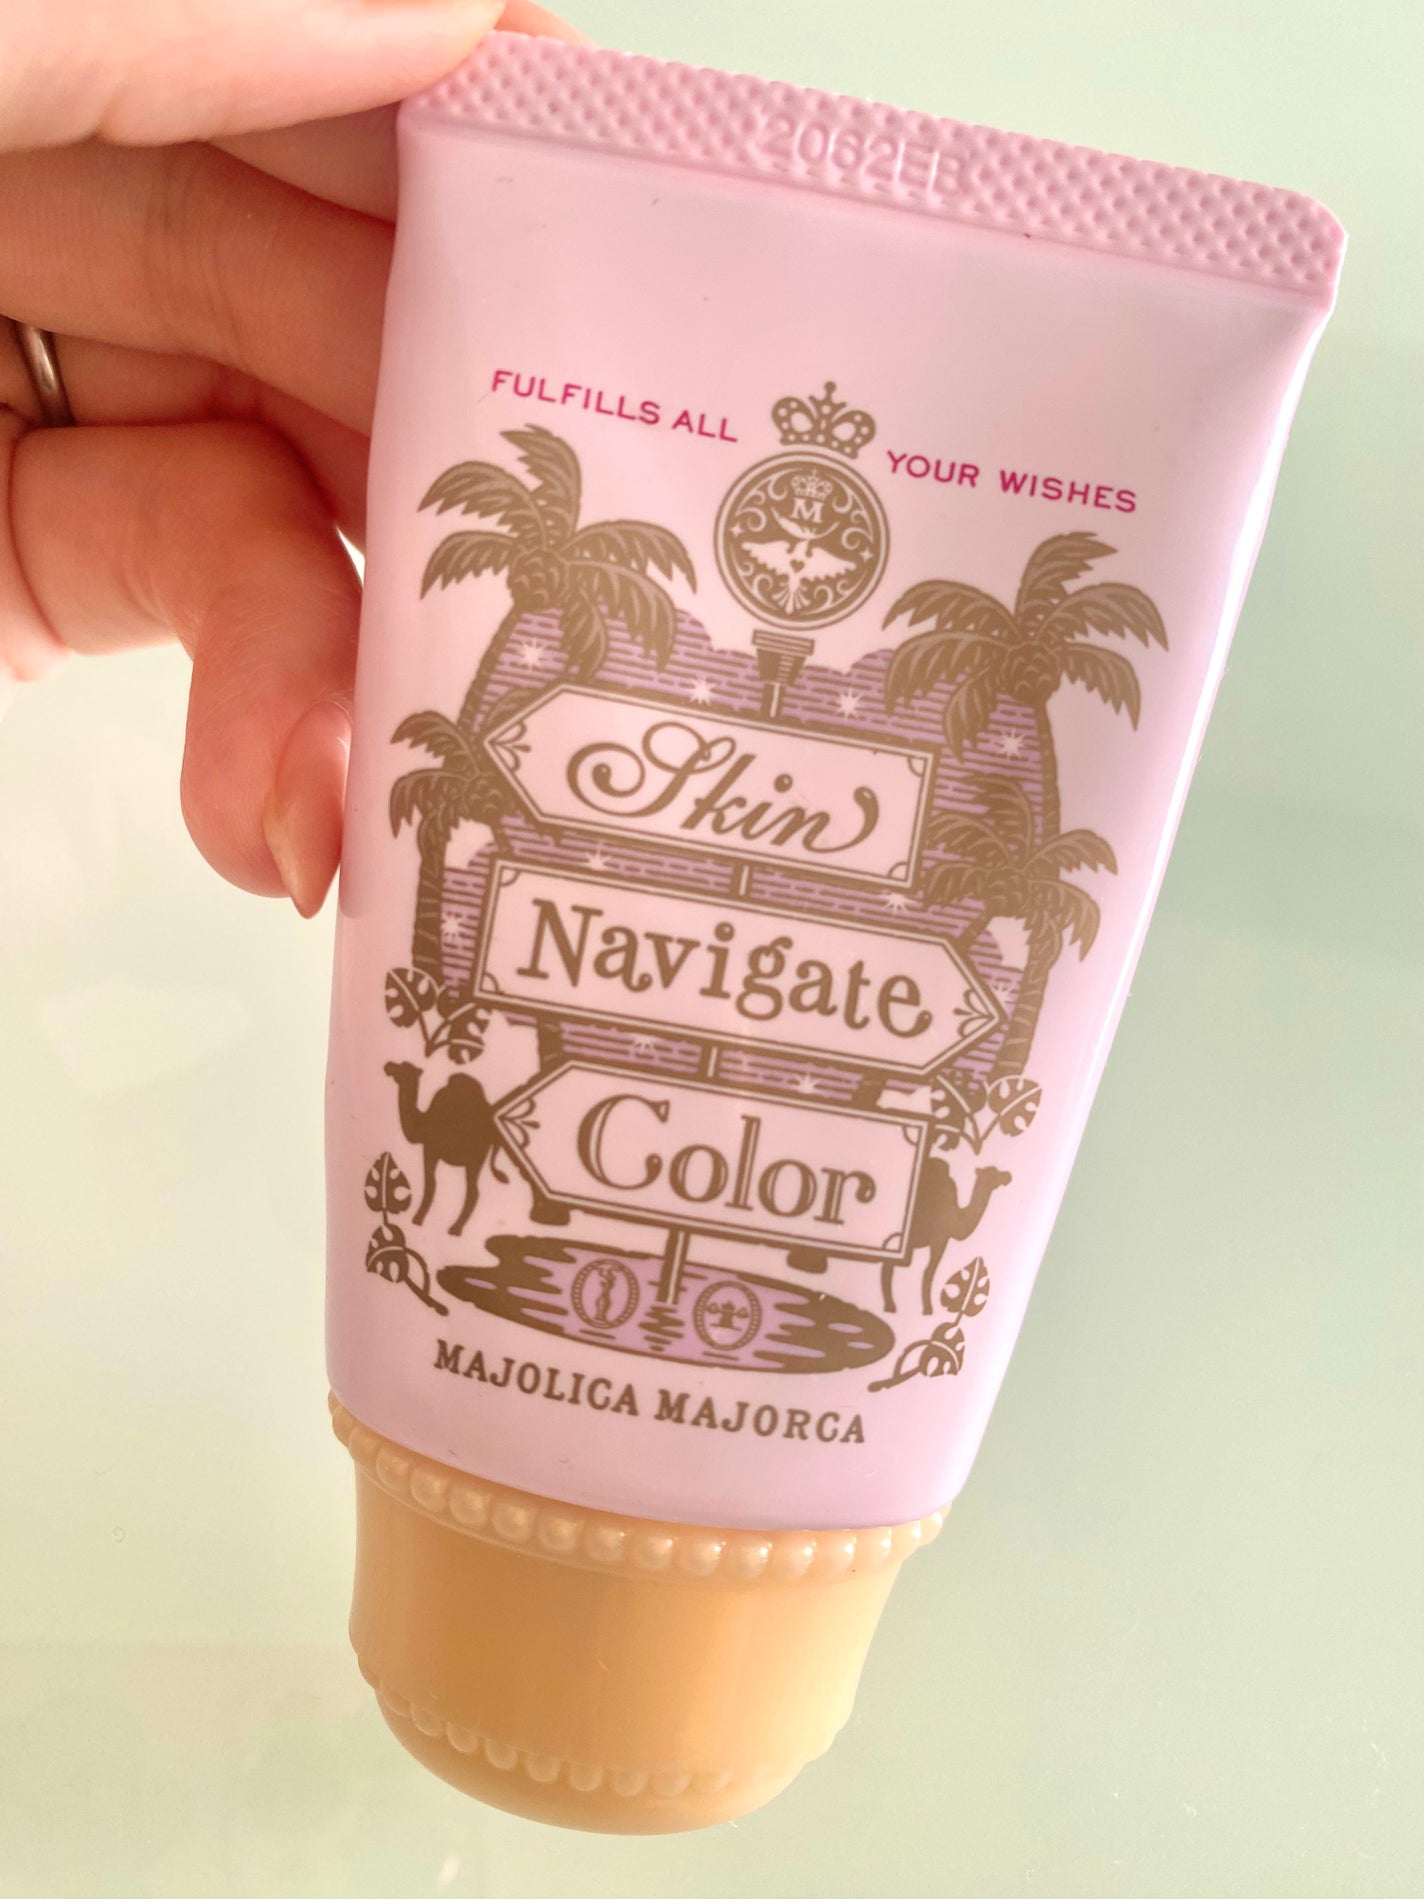 2062EB
FULFILLS ALL YOUR WISHES
M
Skin
Navigate
Color
MAJOLICA MAJORCA